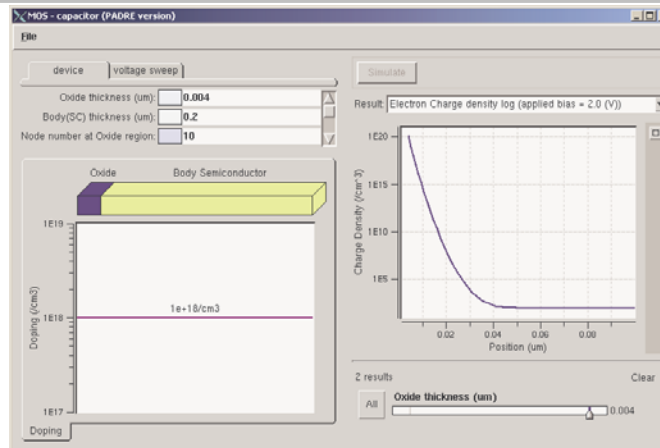 MOS - capacitor (PADRE version)
File
device
voltage sweep
Oxide thickness (um): 0.004
Body(SC) thickness (um): 0.2
Node number at Oxide region: 10
Oxide
Body Semiconductor
1E19
1E18
1E17
Doping (/cm3)
1e+18/cm3
Doping
Simulate
Result: Electron Charge density log (applied bias = 2.0 (V))
1E20
1E15
1E10
1E5
Charge Density (/cm^3)
0.02
0.04
0.06
0.08
Position (um)
2 results
Clear
All
Oxide thickness (um)
0.004